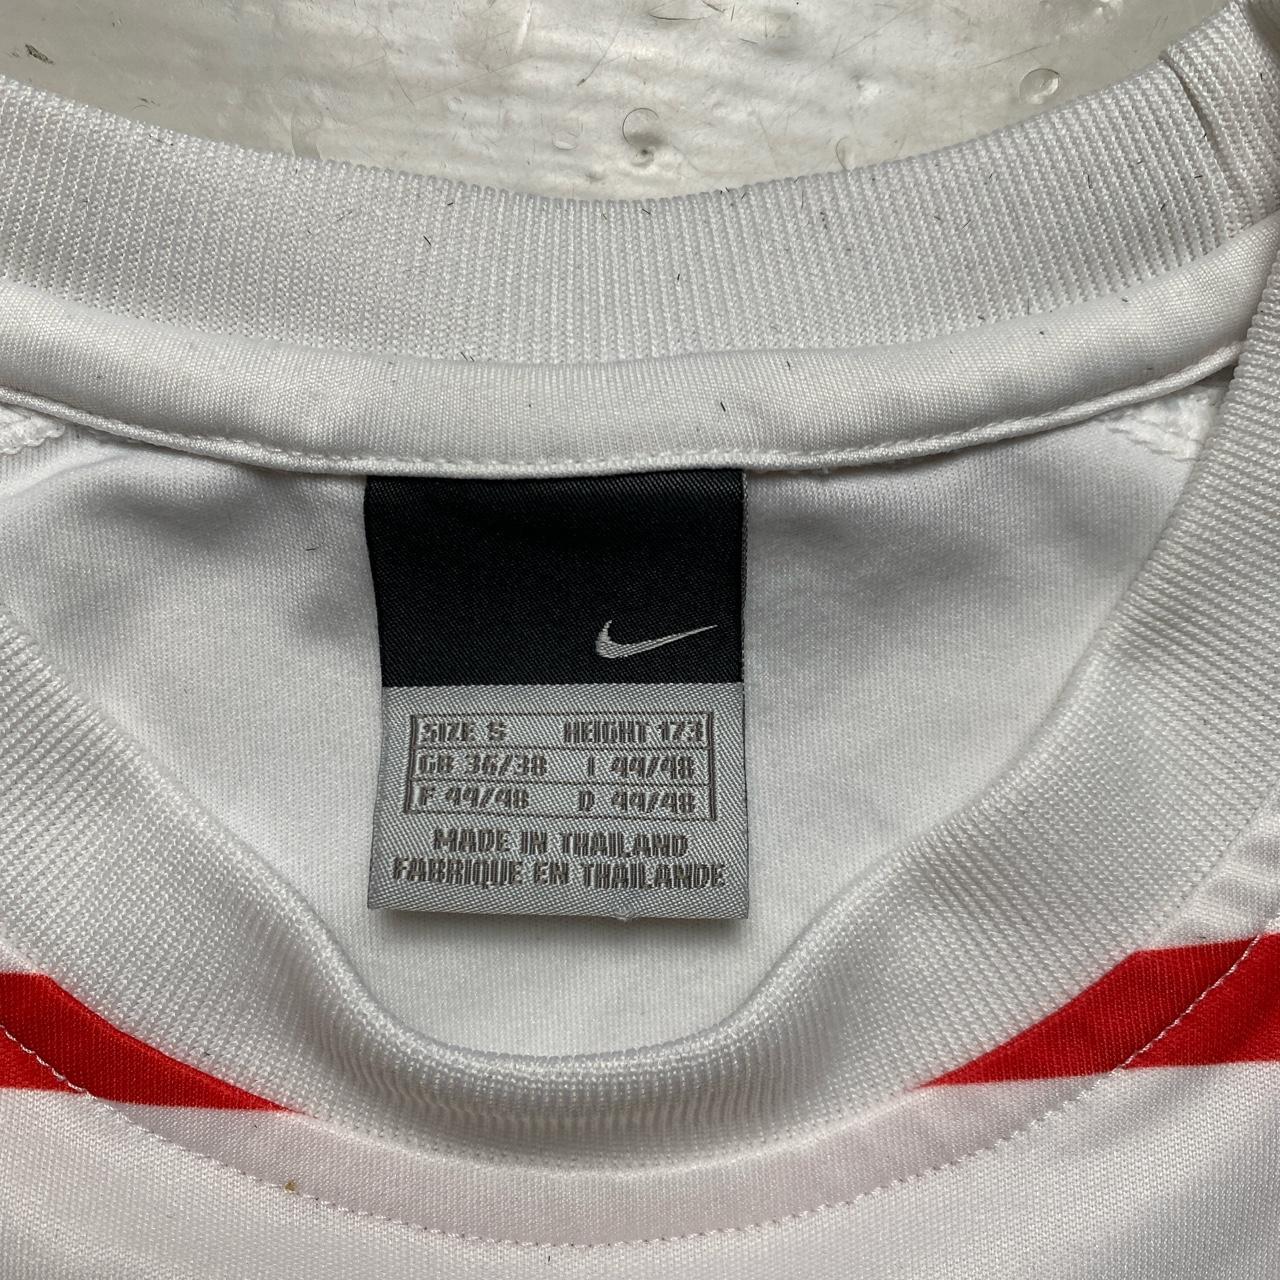 SIZE S HEIGHT 173
GB 36/38 I 44/48
F 44/48 D 44/48
MADE IN THAILAND
FABRIQUE EN THAILANDE